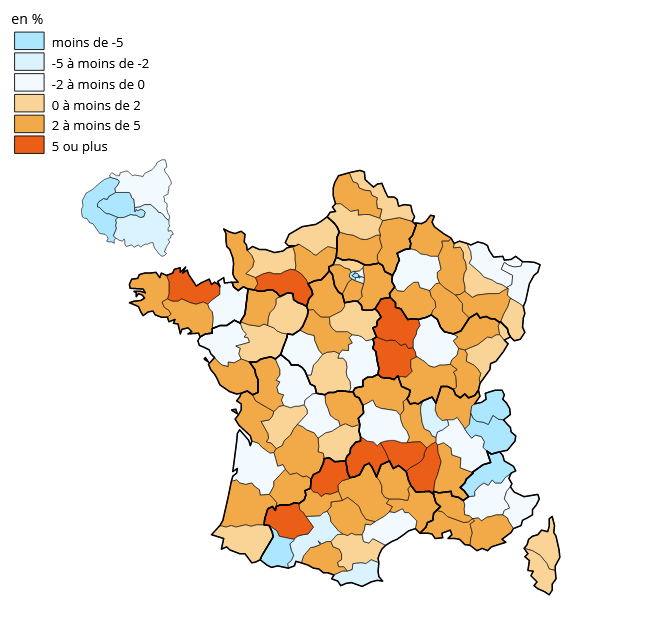 en %
moins de -5
-5 à moins de -2
-2 à moins de 0
0 à moins de 2
2 à moins de 5
5 ou plus